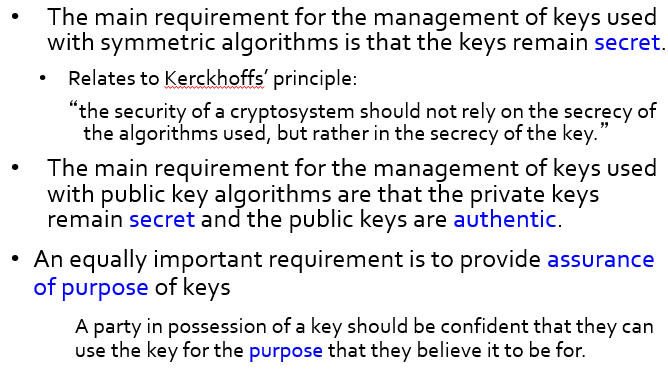 • The main requirement for the management of keys used
with symmetric algorithms is that the keys remain secret.
• Relates to Kerckhoffs’ principle:
“the security of a cryptosystem should not rely on the secrecy of
the algorithms used, but rather in the secrecy of the key.”
• The main requirement for the management of keys used
with public key algorithms are that the private keys
remain secret and the public keys are authentic.
• An equally important requirement is to provide assurance
of purpose of keys
A party in possession of a key should be confident that they can
use the key for the purpose that they believe it to be for.